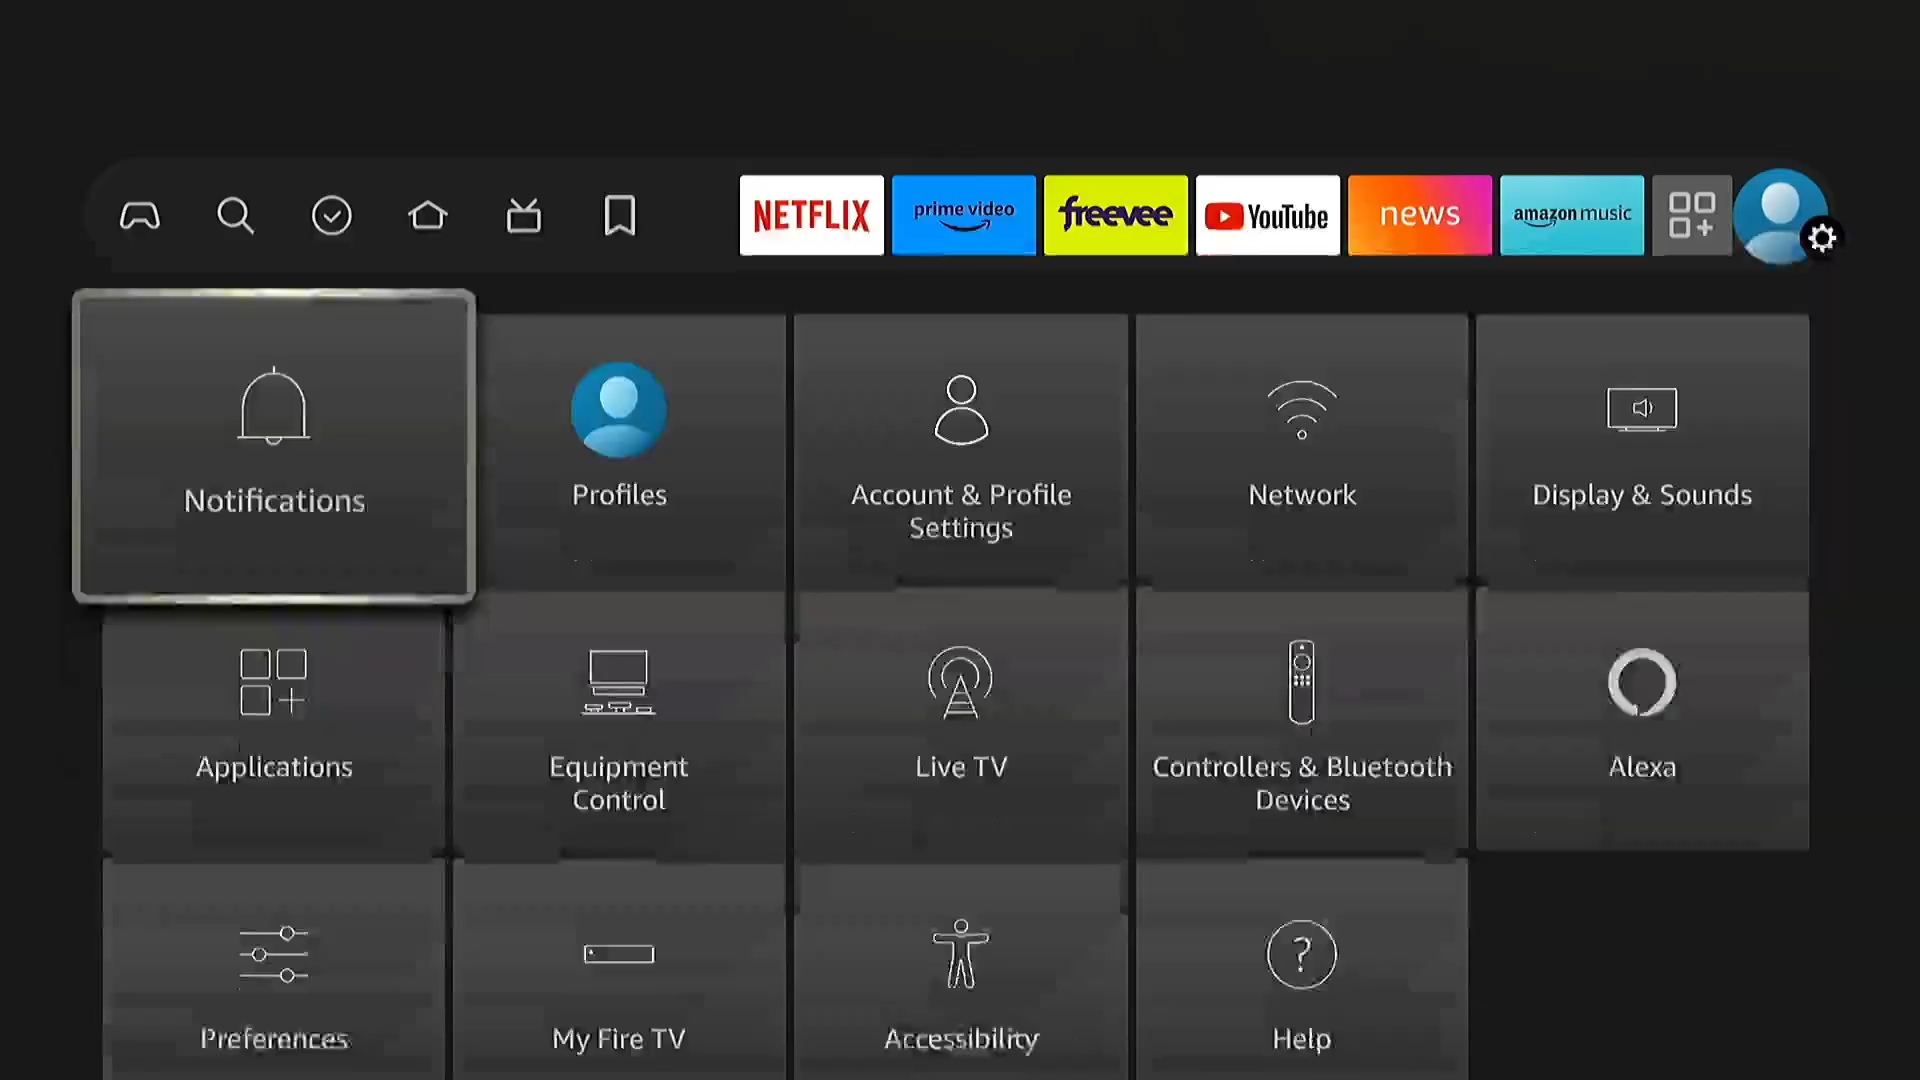 NETFLIX
prime video
freevee
YouTube
news
amazon music
Notifications
Profiles
Account & Profile
Settings
Network
Display & Sounds
Applications
Equipment
Control
Live TV
Controllers & Bluetooth
Devices
Alexa
Preferences
My Fire TV
Accessibility
?
Help